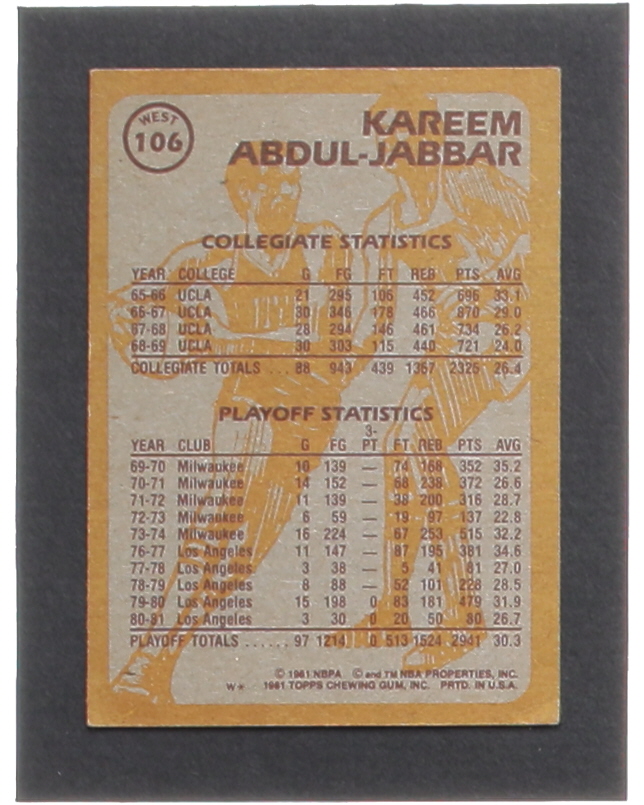 WEST
106
KAREEM
ABDUL-JABBAR
COLLEGIATE STATISTICS
YEAR COLLEGE G FG FT REB PTS AVG
65-66 UCLA 21 295 106 452 696 33.1
66-67 UCLA 30 346 178 466 870 29.0
67-68 UCLA 28 294 146 461 734 26.2
68-69 UCLA 30 303 115 440 721 24.0
COLLEGIATE TOTALS ... 88 943 439 1367 2325 26.4
PLAYOFF STATISTICS
YEAR CLUB G FG 3-PT FT REB PTS AVG
69-70 Milwaukee 10 139 — 74 168 352 35.2
70-71 Milwaukee 14 152 — 68 238 372 26.6
71-72 Milwaukee 11 139 — 38 200 316 28.7
72-73 Milwaukee 6 59 — 19 97 137 22.8
73-74 Milwaukee 16 224 — 67 253 515 32.2
76-77 Los Angeles 11 147 — 87 195 381 34.6
77-78 Los Angeles 3 38 — 5 41 81 27.0
78-79 Los Angeles 8 88 — 52 101 228 28.5
79-80 Los Angeles 15 198 0 83 181 479 31.9
80-81 Los Angeles 3 30 0 20 50 80 26.7
PLAYOFF TOTALS ...... 97 1214 0 513 1524 2941 30.3
© 1981 NBPA © and TM NBA PROPERTIES, INC.
W* 1981 TOPPS CHEWING GUM, INC. PRTD. IN U.S.A.